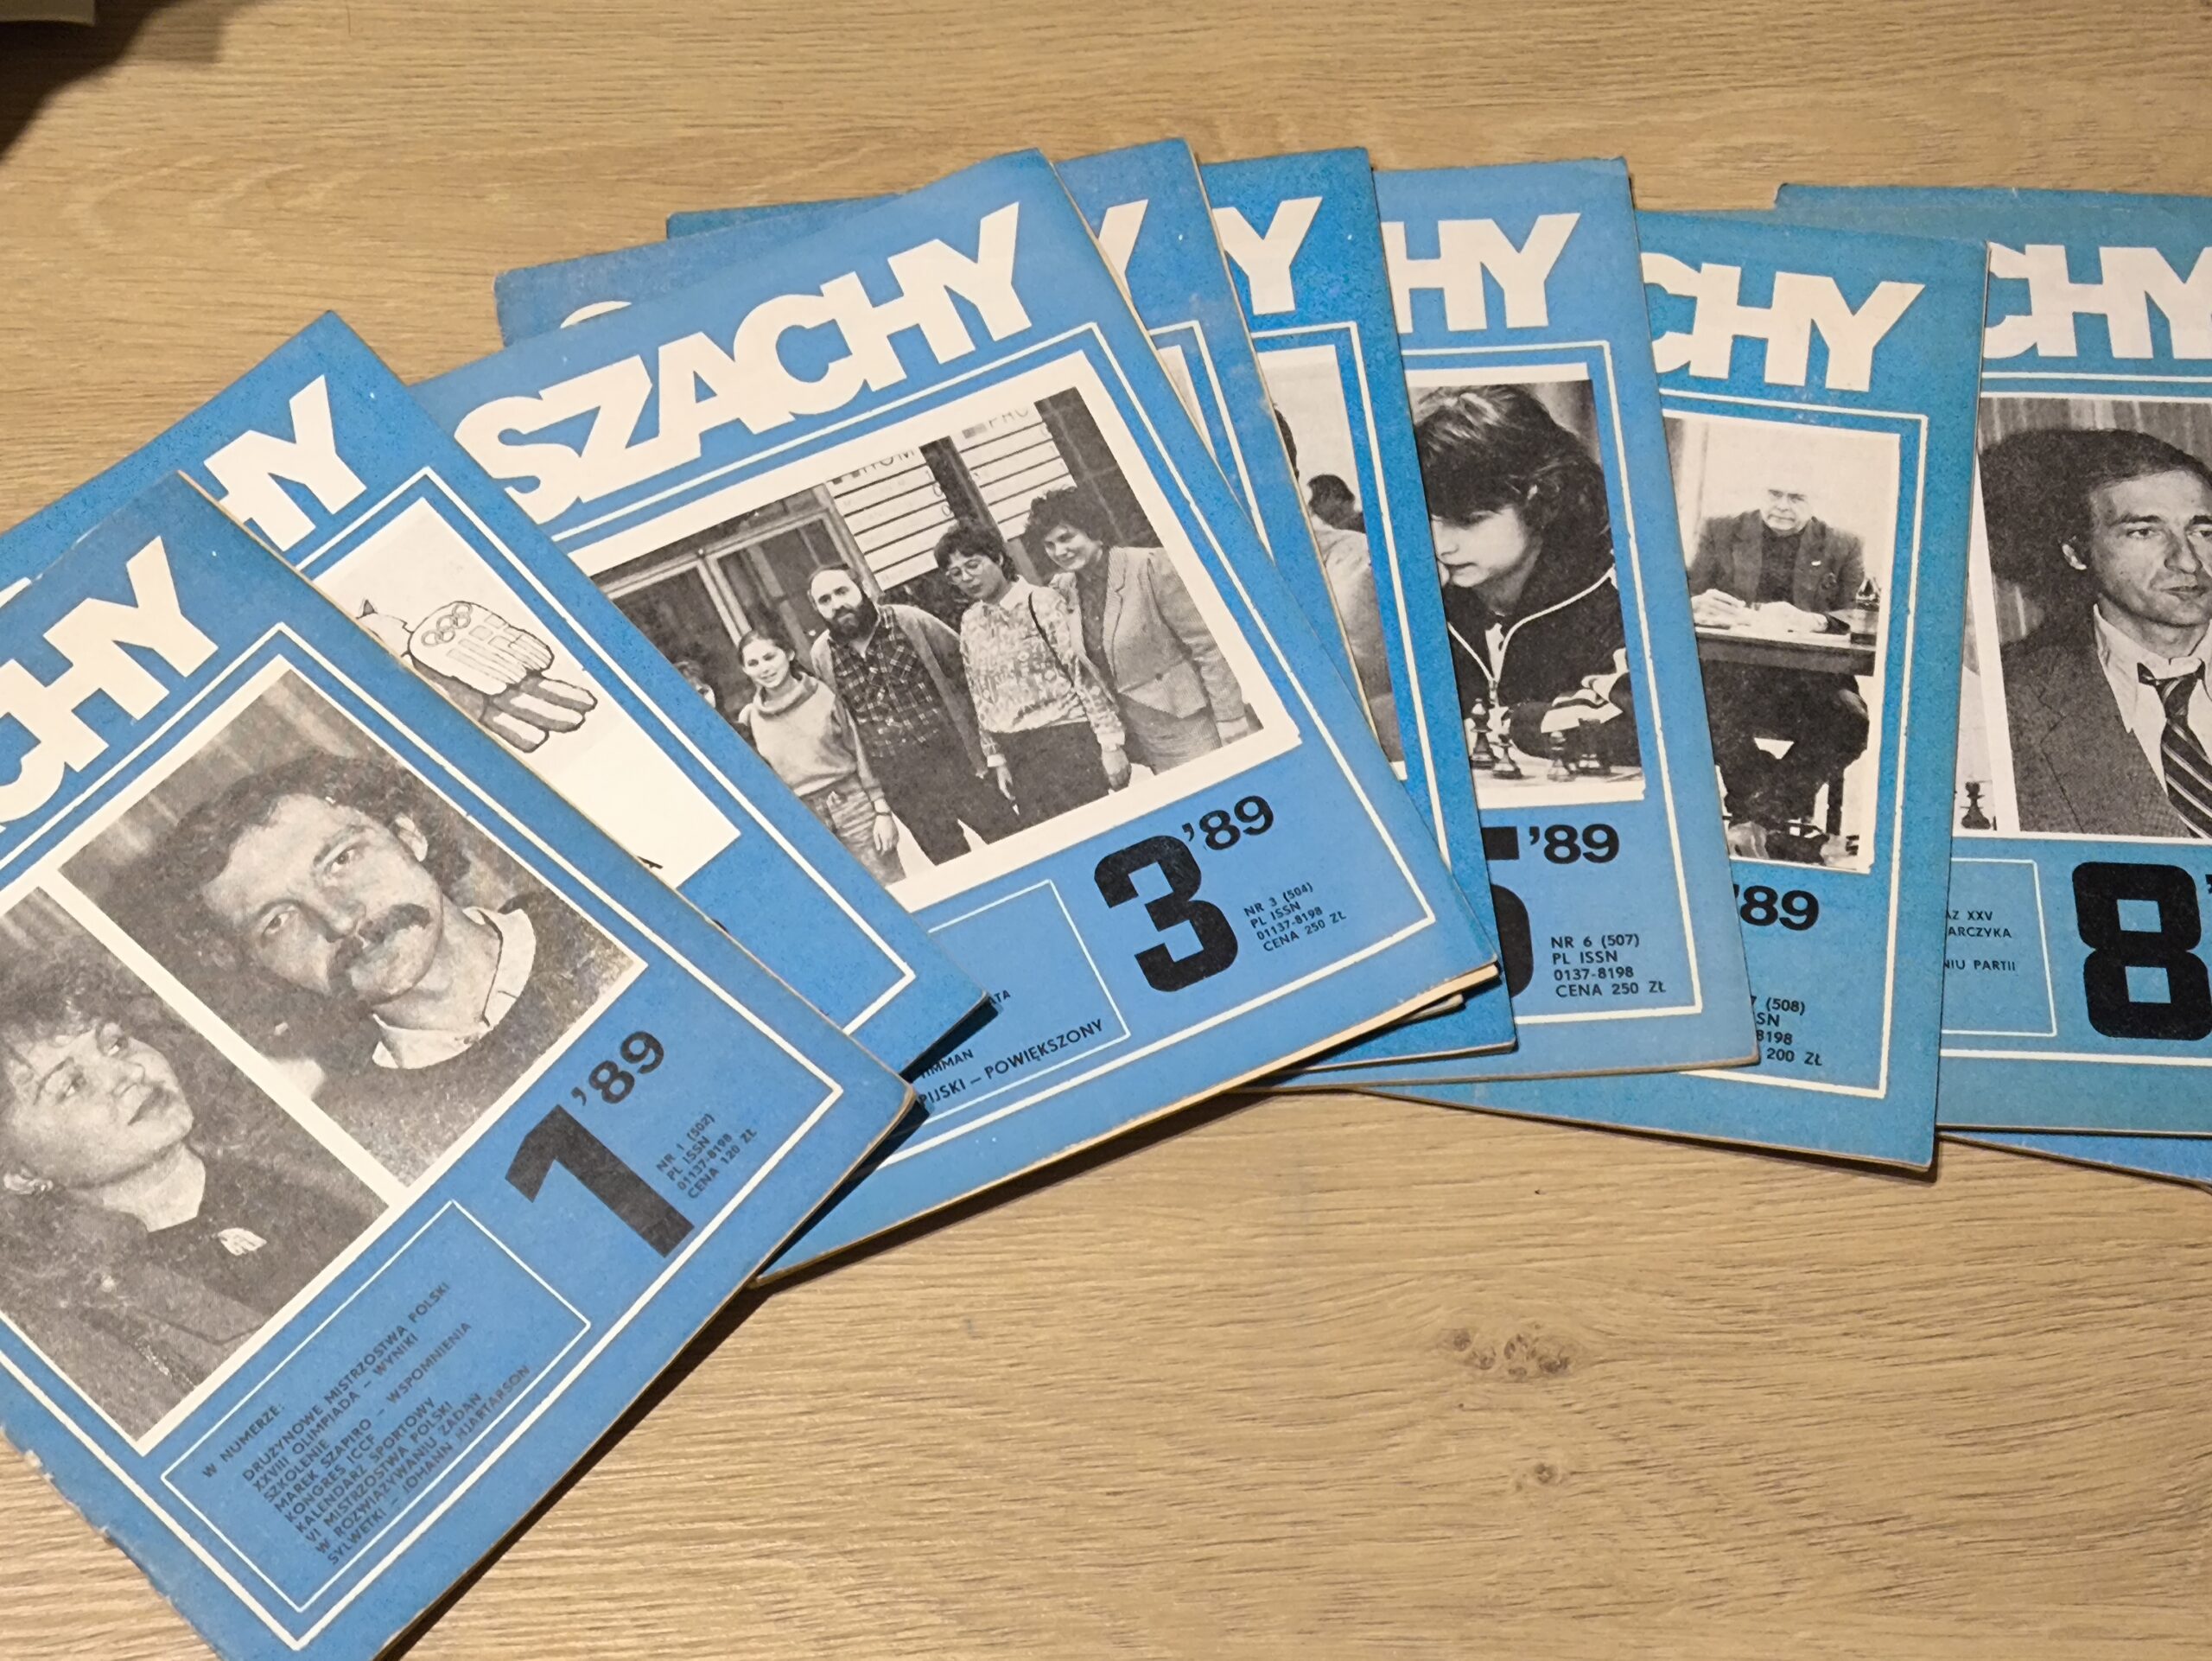 CHY
1'89
NR 1 (502)
PL ISSN
01137-8198
CENA 120 ZŁ
W NUMERZE:
DRUŻYNOWE MISTRZOSTWA POLSKI
XXVIII OLIMPIADA – WYNIKI
SZKOLENIE
MAREK SZAPIRO – WSPOMNIENIA
KONGRES ICCF
KALENDARZ SPORTOWY
VI MISTRZOSTWA POLSKI
W ROZWIĄZYWANIU ZADAŃ
SYLWETKI – JOHANN HJARTARSON
HY
A
SZACHY
3'89
NR 3 (504)
PL ISSN
01137-8198
CENA 250 ZŁ
ATA
TIMMAN
PIJSKI – POWIĘKSZONY
Y
Y
HY
'89
NR 6 (507)
PL ISSN
0137-8198
CENA 250 ZŁ
CHY
'89
7 (508)
SN
8198
200 ZŁ
CHY
8'
AZ XXV
ARCZYKA
NIU PARTII